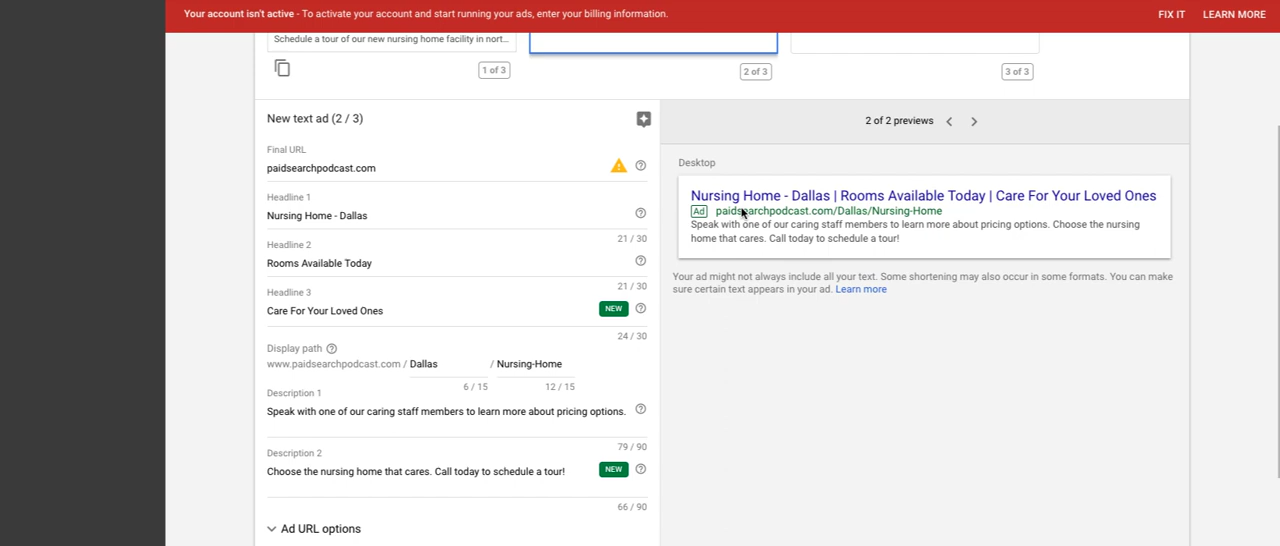 Your account isn't active - To activate your account and start running your ads, enter your billing information.
FIX IT
LEARN MORE
Schedule a tour of our new nursing home facility in nort...
1 of 3
2 of 3
3 of 3
New text ad (2 / 3)
Final URL
paidsearchpodcast.com
Headline 1
Nursing Home - Dallas
21 / 30
Headline 2
Rooms Available Today
21 / 30
Headline 3
Care For Your Loved Ones
NEW
24 / 30
Display path
www.paidsearchpodcast.com / Dallas / Nursing-Home
6 / 15
12 / 15
Description 1
Speak with one of our caring staff members to learn more about pricing options.
79 / 90
Description 2
Choose the nursing home that cares. Call today to schedule a tour!
NEW
66 / 90
Ad URL options
2 of 2 previews
Desktop
Nursing Home - Dallas | Rooms Available Today | Care For Your Loved Ones
Ad paidsearchpodcast.com/Dallas/Nursing-Home
Speak with one of our caring staff members to learn more about pricing options. Choose the nursing
home that cares. Call today to schedule a tour!
Your ad might not always include all your text. Some shortening may also occur in some formats. You can make
sure certain text appears in your ad. Learn more